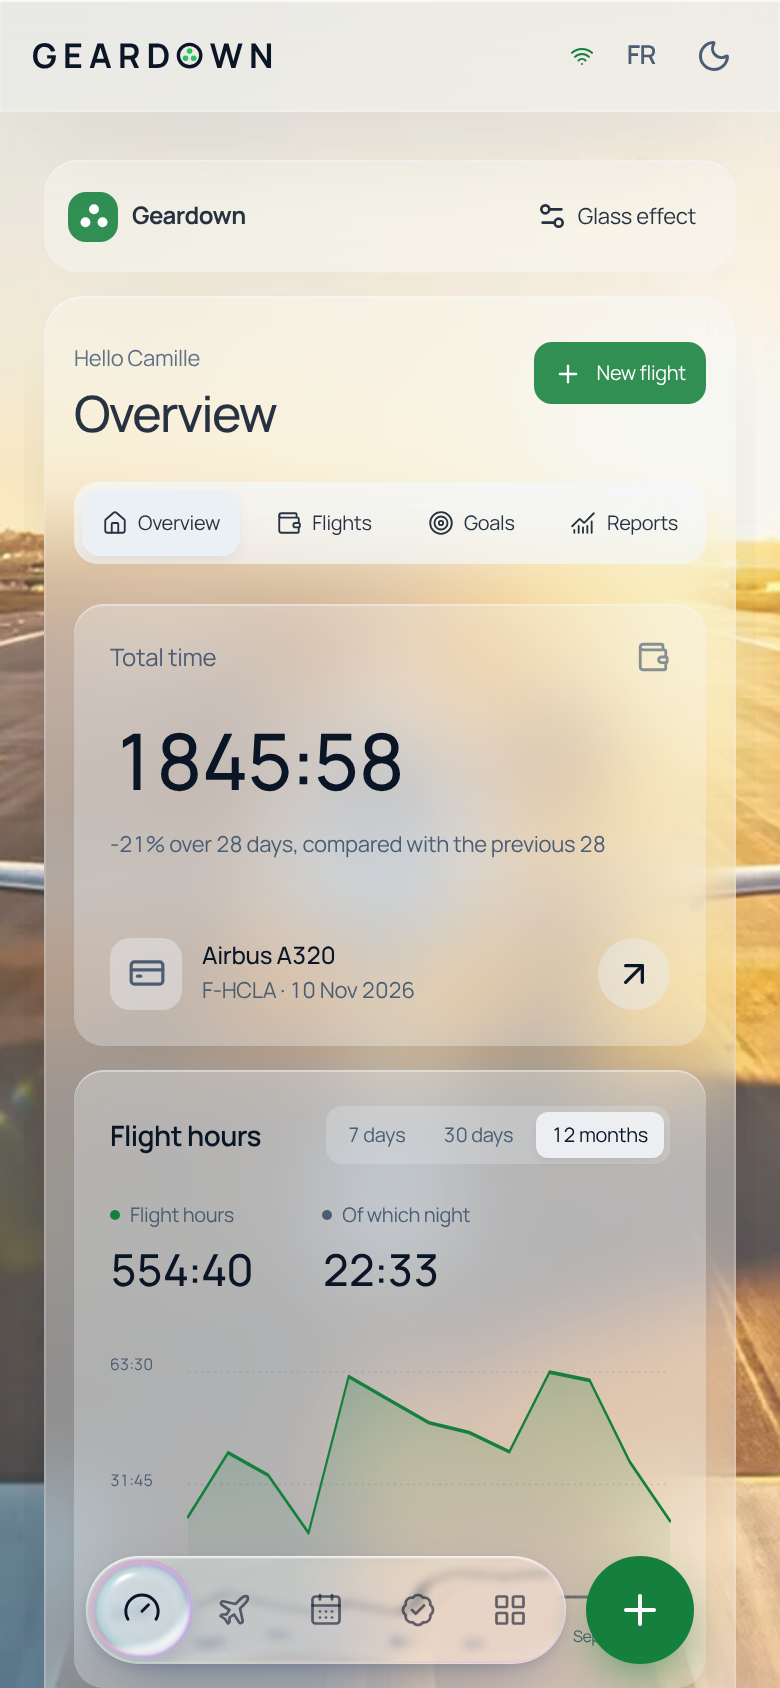 GEARDOWN
FR
Geardown
Glass effect
Hello Camille
Overview
New flight
Overview
Flights
Goals
Reports
Total time
1845:58
-21% over 28 days, compared with the previous 28
Airbus A320
F-HCLA · 10 Nov 2026
Flight hours
7 days
30 days
12 months
Flight hours
Of which night
554:40
22:33
63:30
31:45